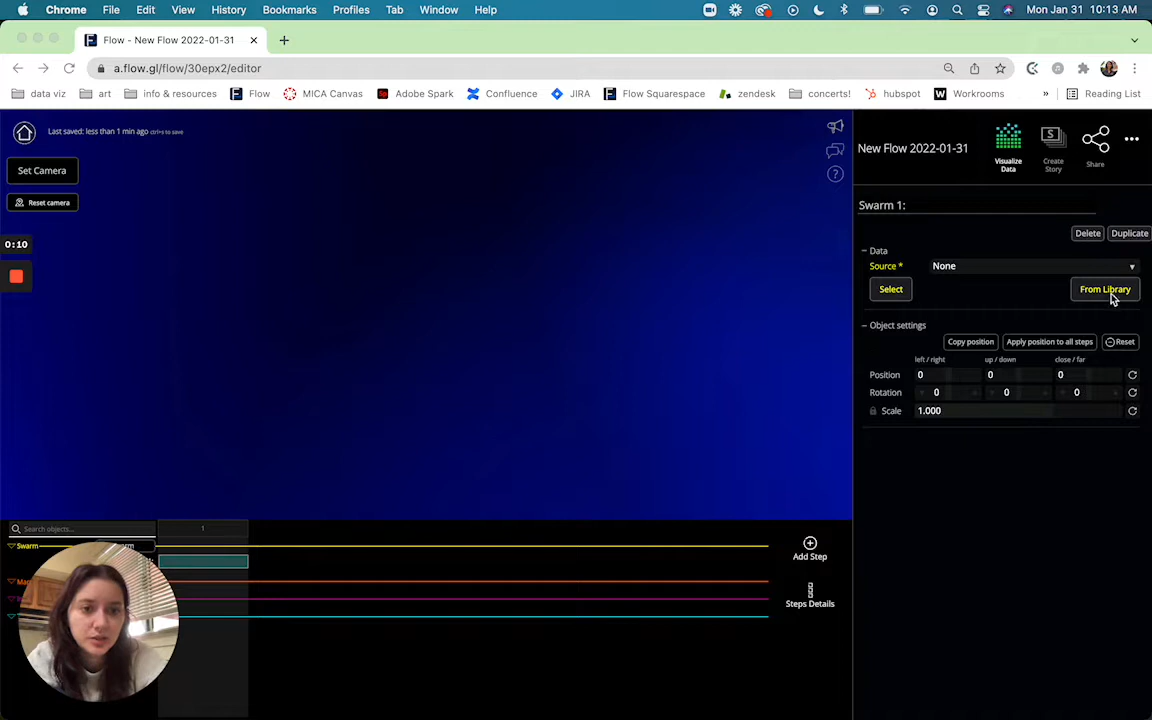 Chrome File Edit View History Bookmarks Profiles Tab Window Help Mon Jan 31 10:13 AM
Flow - New Flow 2022-01-31
a.flow.gl/flow/30epx2/editor
data viz art info & resources Flow MICA Canvas Adobe Spark Confluence JIRA Flow Squarespace zendesk concerts! hubspot Workrooms » Reading List
Last saved: less than 1 min ago ctrl+s to save
Set Camera
Reset camera
0:10
New Flow 2022-01-31
Visualize Data
Create Story
Share
Swarm 1:
Delete Duplicate
Data
Source * None
Select From Library
Object settings
Copy position Apply position to all steps Reset
left / right up / down close / far
Position 0 0 0
Rotation 0 0 0
Scale 1.000
Search objects... 1
Swarm
Add Step
Steps Details